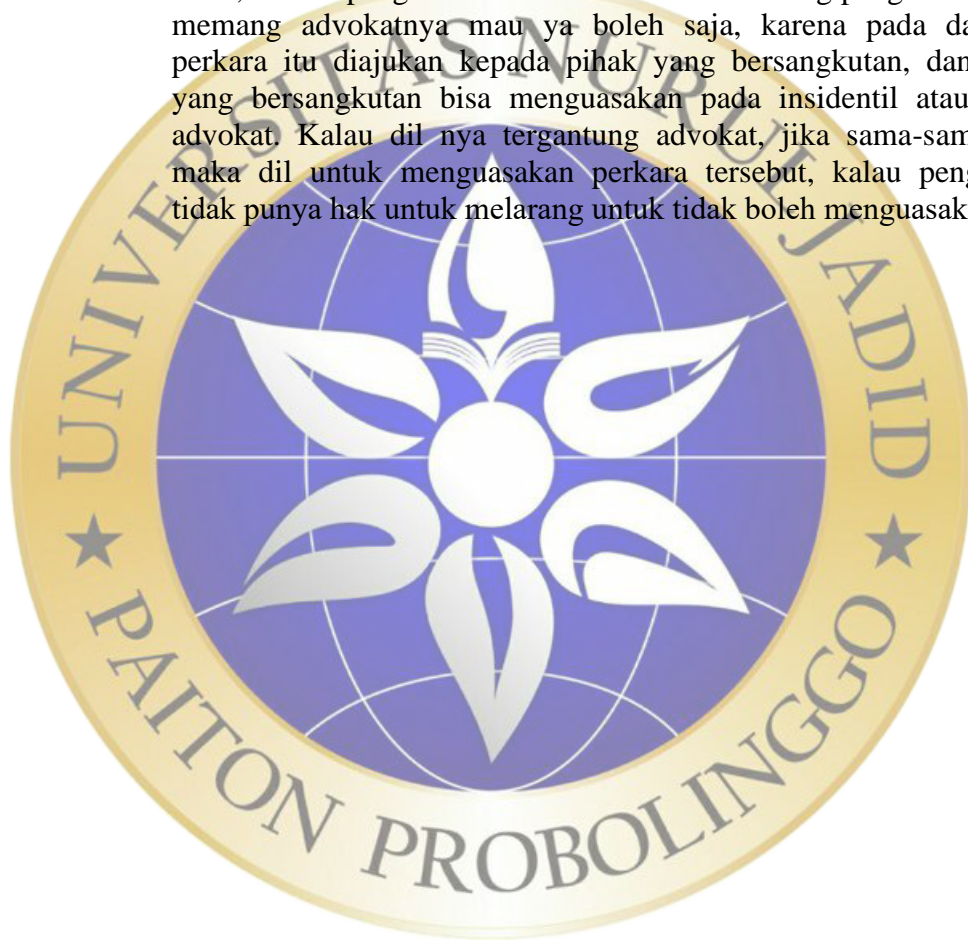 memang advokatnya mau ya boleh saja, karena pada da
perkara itu diajukan kepada pihak yang bersangkutan, dan
yang bersangkutan bisa menguasakan pada insidentil atau
advokat. Kalau dil nya tergantung advokat, jika sama-sam
maka dil untuk menguasakan perkara tersebut, kalau peng
tidak punya hak untuk melarang untuk tidak boleh menguasak
UNIVERSITAS NURUL JADID
PAITON PROBOLINGGO